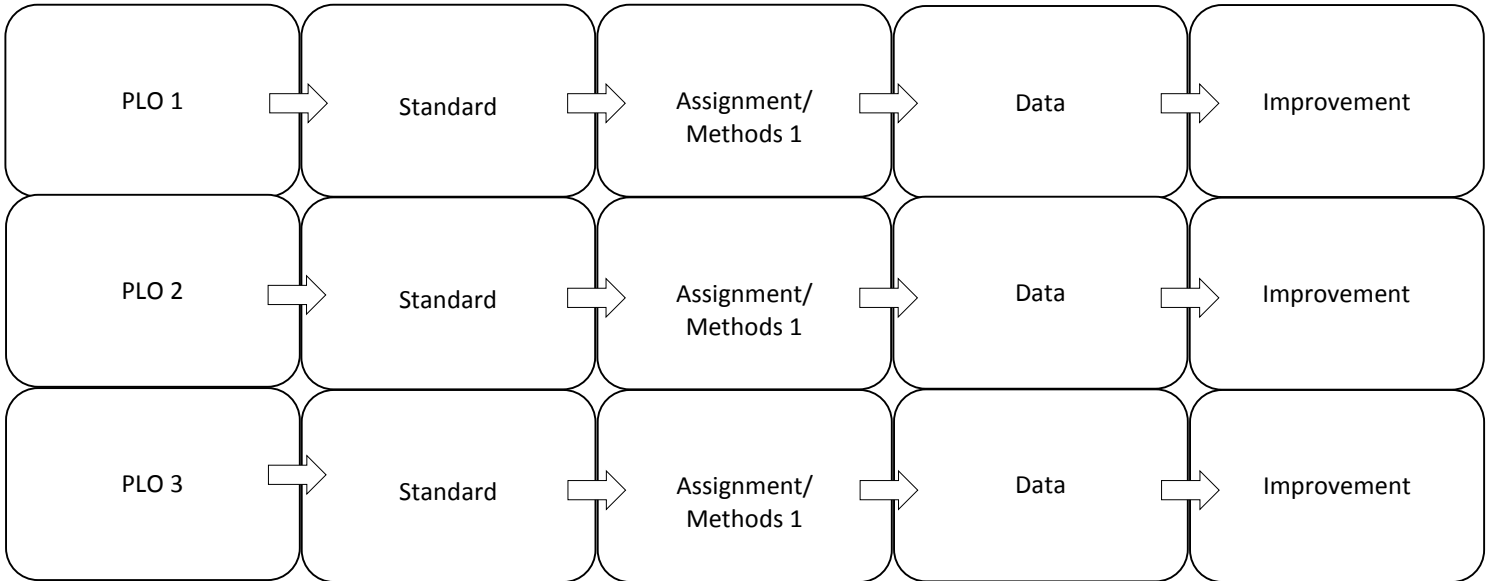 PLO 1
Standard
Assignment/
Methods 1
Data
Improvement
PLO 2
Standard
Assignment/
Methods 1
Data
Improvement
PLO 3
Standard
Assignment/
Methods 1
Data
Improvement